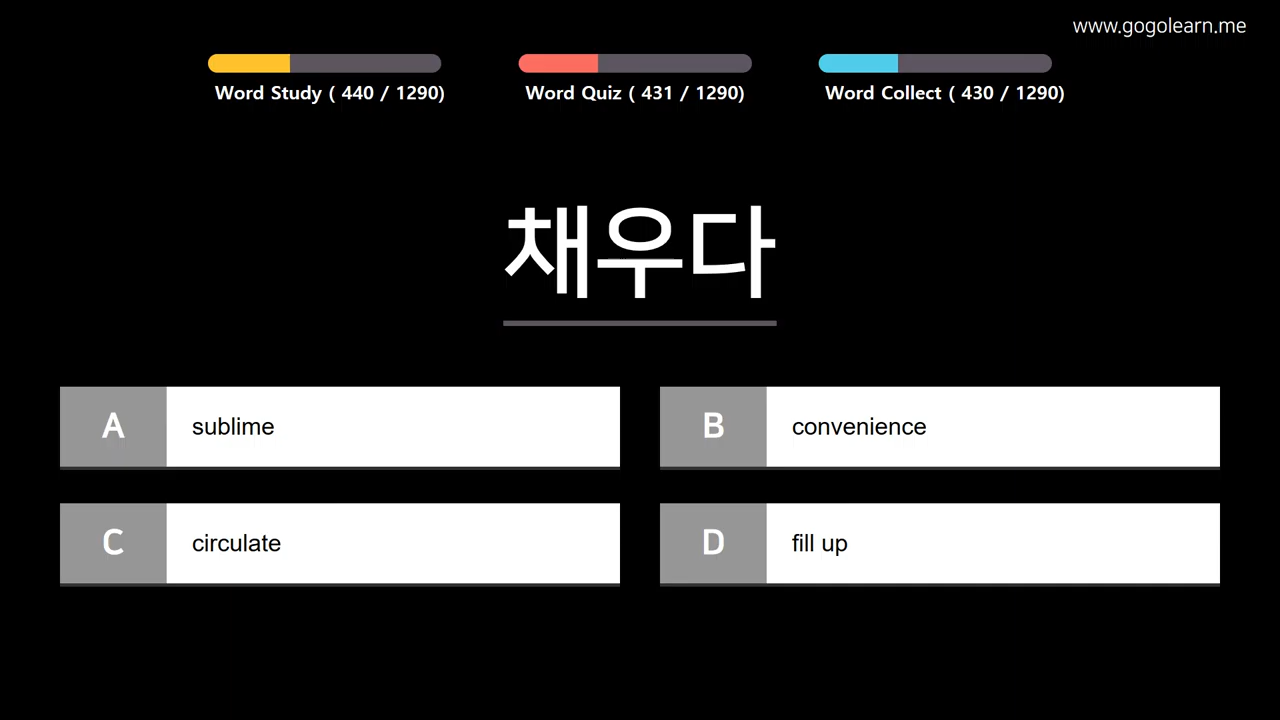 www.gogolearn.me
Word Study ( 440 / 1290)
Word Quiz ( 431 / 1290)
Word Collect ( 430 / 1290)
채우다
A sublime
B convenience
C circulate
D fill up